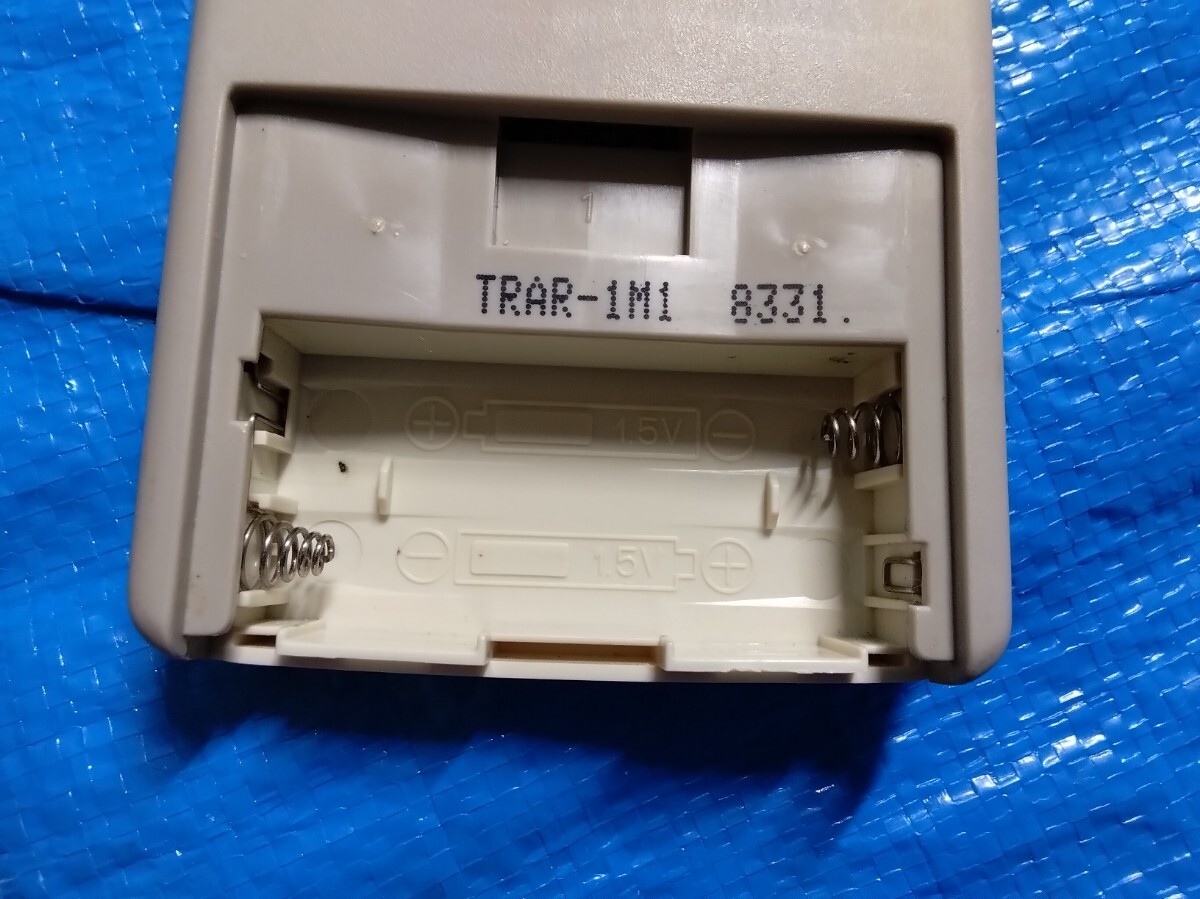 1
TRAR-1M1 8331.
+ 1.5V −
− 1.5V +